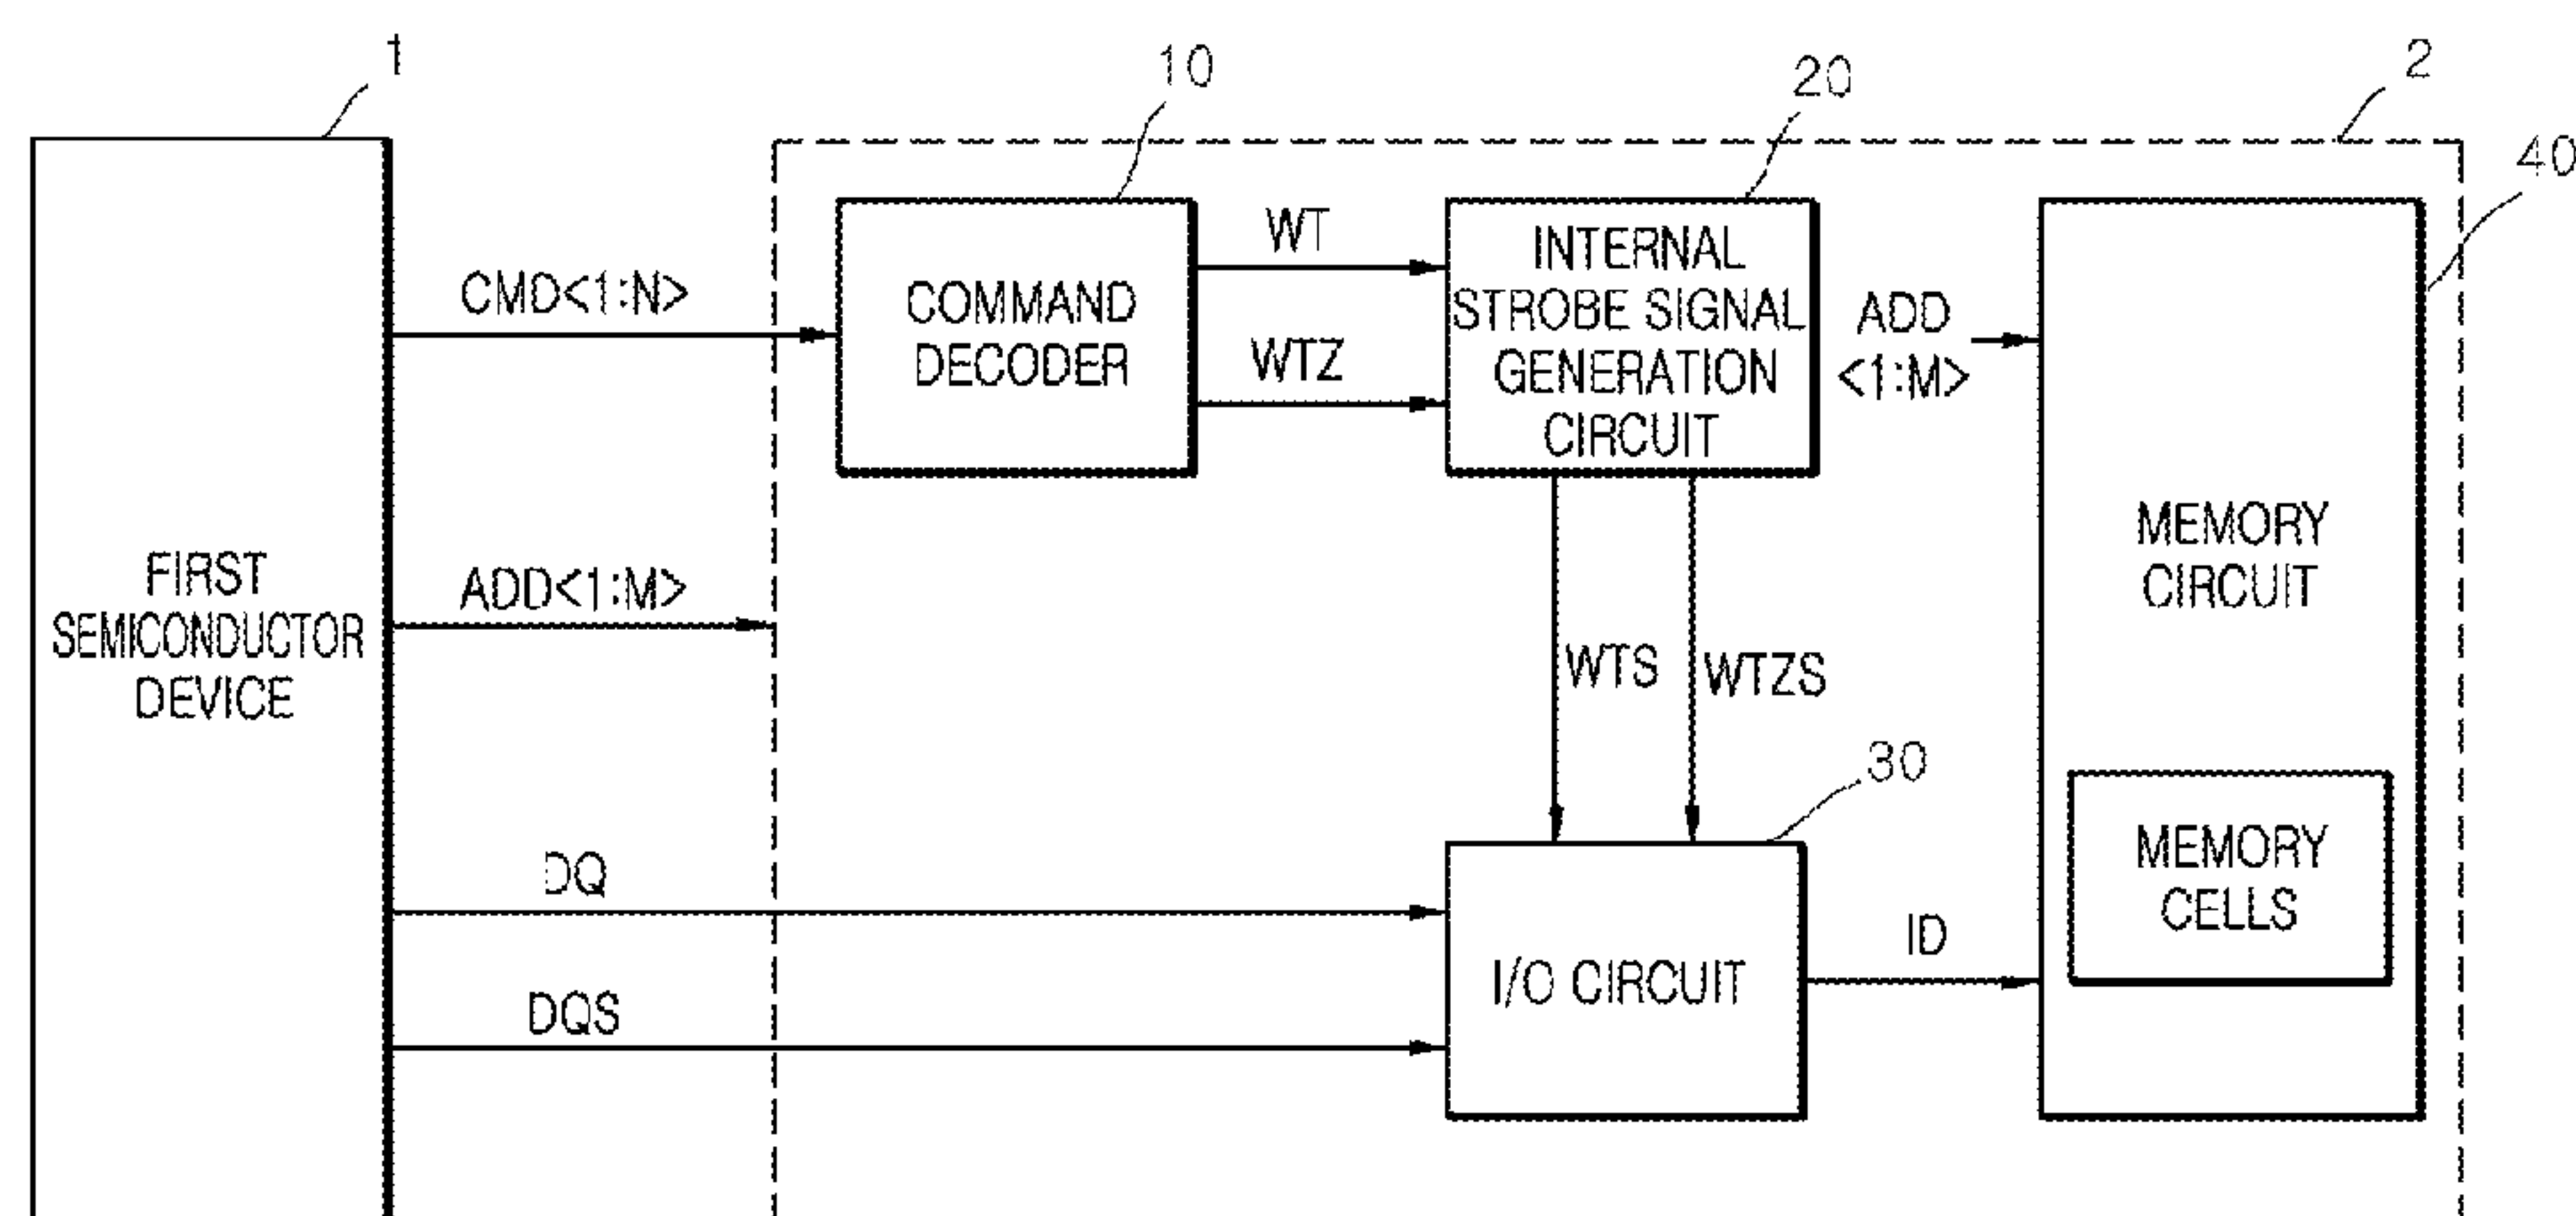 1
10
20
2
40
WT
WTZ
CMD<1:N>
COMMAND
DECODER
INTERNAL
STROBE SIGNAL
GENERATION
CIRCUIT
ADD
<1:M>
FIRST
SEMICONDUCTOR
DEVICE
ADD<1:M>
MEMORY
CIRCUIT
WTS
WTZS
30
DQ
DQS
I/O CIRCUIT
ID
MEMORY
CELLS